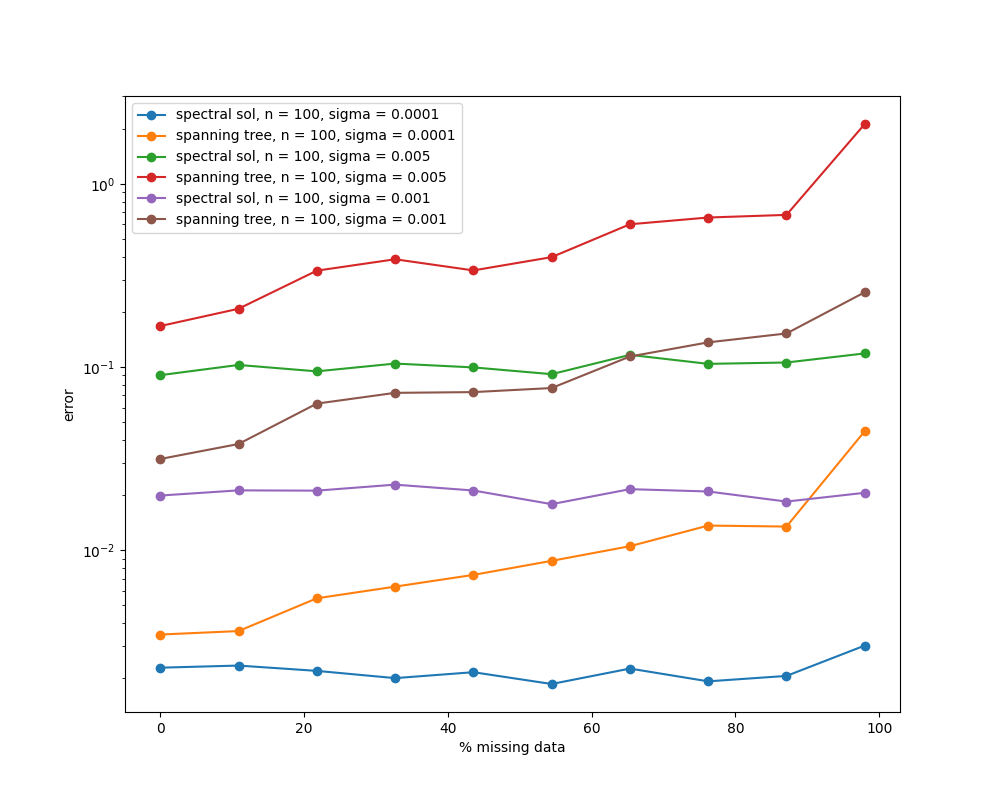 spectral sol, n = 100, sigma = 0.0001
spanning tree, n = 100, sigma = 0.0001
spectral sol, n = 100, sigma = 0.005
spanning tree, n = 100, sigma = 0.005
spectral sol, n = 100, sigma = 0.001
spanning tree, n = 100, sigma = 0.001
10⁰
10⁻¹
10⁻²
error
0 20 40 60 80 100
% missing data